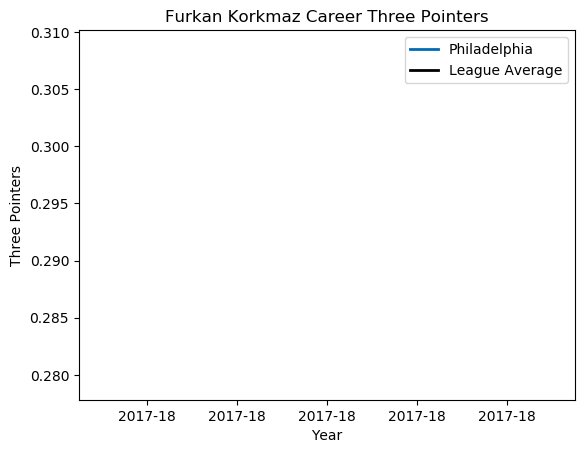 Furkan Korkmaz Career Three Pointers
Philadelphia
League Average
Three Pointers
0.310
0.305
0.300
0.295
0.290
0.285
0.280
2017-18 2017-18 2017-18 2017-18 2017-18
Year